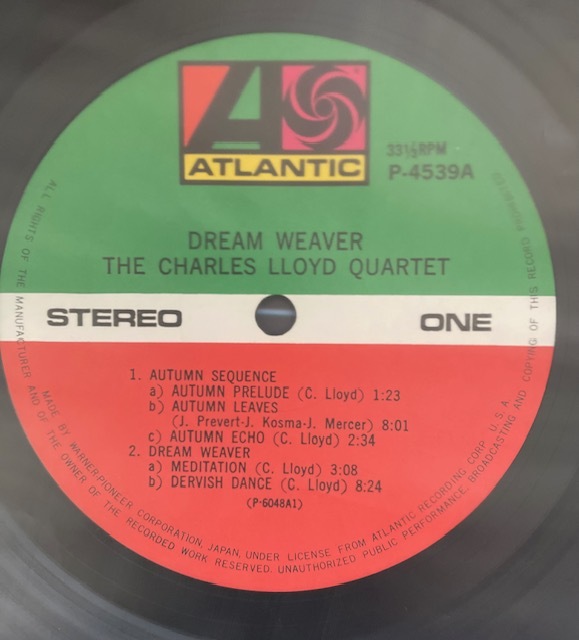 ATLANTIC
33⅓RPM
P-4539A
DREAM WEAVER
THE CHARLES LLOYD QUARTET
STEREO
ONE
1. AUTUMN SEQUENCE
a) AUTUMN PRELUDE (C. Lloyd) 1:23
b) AUTUMN LEAVES
(J. Prevert-J. Kosma-J. Mercer) 8:01
c) AUTUMN ECHO (C. Lloyd) 2:34
2. DREAM WEAVER
a) MEDITATION (C. Lloyd) 3:08
b) DERVISH DANCE (C. Lloyd) 8:24
(P-6048A1)
MADE BY WARNER-PIONEER CORPORATION, JAPAN, UNDER LICENSE FROM ATLANTIC RECORDING CORP. U.S.A.
ALL RIGHTS OF THE MANUFACTURER AND OF THE OWNER OF THE RECORDED WORK RESERVED. UNAUTHORIZED PUBLIC PERFORMANCE, BROADCASTING AND COPYING OF THIS RECORD PROHIBITED